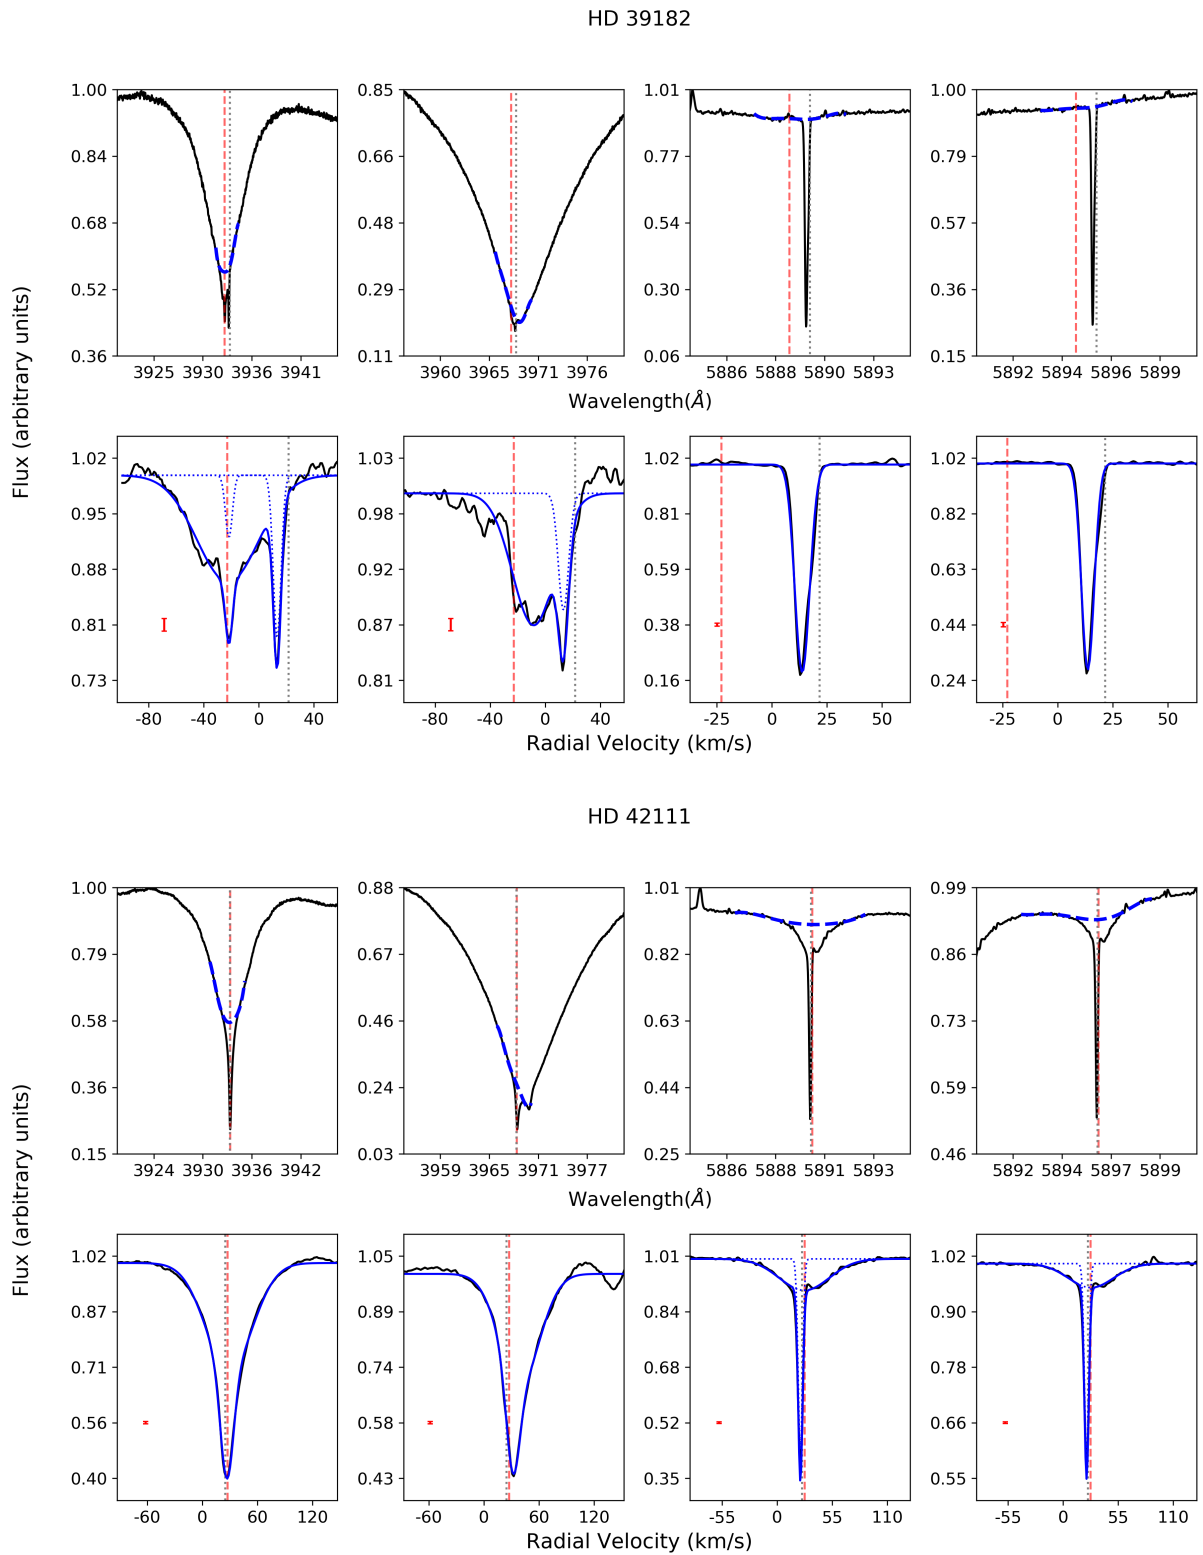 HD 39182
Flux (arbitrary units)
1.00 0.84 0.68 0.52 0.36
3925 3930 3936 3941
0.85 0.66 0.48 0.29 0.11
3960 3965 3971 3976
1.01 0.77 0.54 0.30 0.06
5886 5888 5890 5893
1.00 0.79 0.57 0.36 0.15
5892 5894 5896 5899
Wavelength(Å)
1.02 0.95 0.88 0.81 0.73
-80 -40 0 40
1.03 0.98 0.92 0.87 0.81
-80 -40 0 40
1.02 0.81 0.59 0.38 0.16
-25 0 25 50
1.02 0.82 0.63 0.44 0.24
-25 0 25 50
Radial Velocity (km/s)
HD 42111
Flux (arbitrary units)
1.00 0.79 0.58 0.36 0.15
3924 3930 3936 3942
0.88 0.67 0.46 0.24 0.03
3959 3965 3971 3977
1.01 0.82 0.63 0.44 0.25
5886 5888 5891 5893
0.99 0.86 0.73 0.59 0.46
5892 5894 5897 5899
Wavelength(Å)
1.02 0.87 0.71 0.56 0.40
-60 0 60 120
1.05 0.89 0.74 0.58 0.43
-60 0 60 120
1.01 0.84 0.68 0.52 0.35
-55 0 55 110
1.02 0.90 0.78 0.66 0.55
-55 0 55 110
Radial Velocity (km/s)